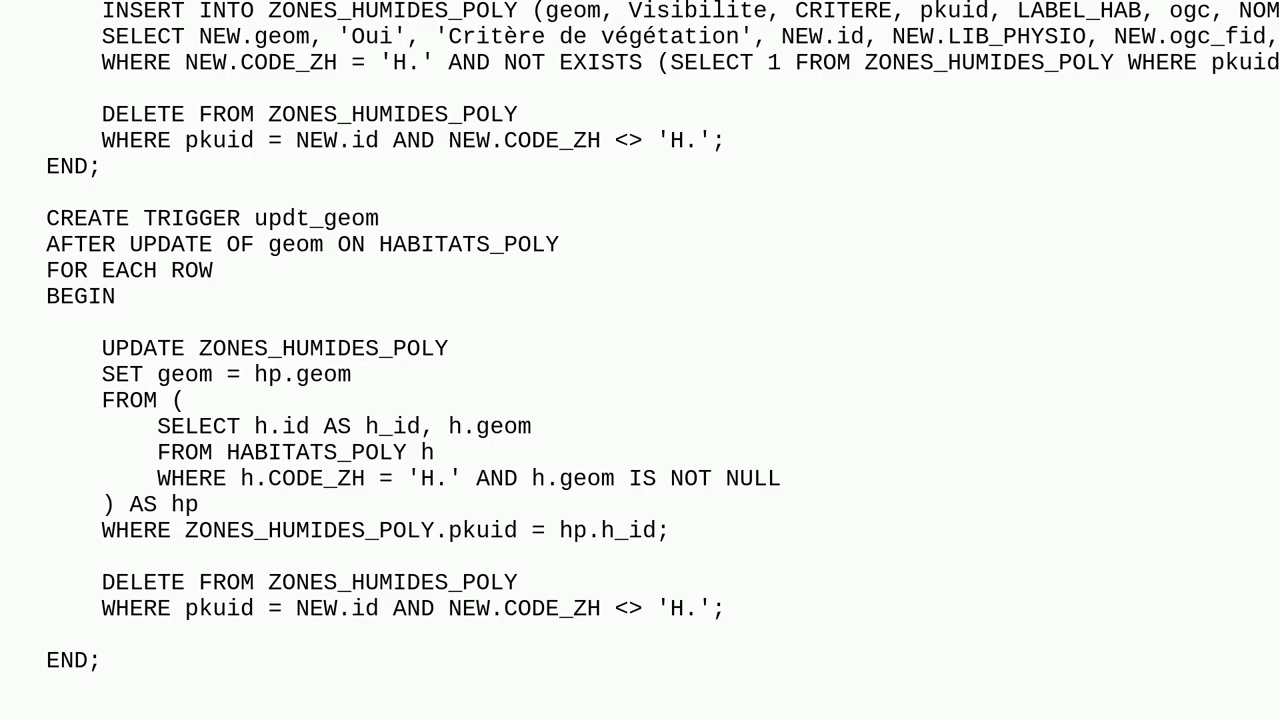 INSERT INTO ZONES_HUMIDES_POLY (geom, Visibilite, CRITERE, pkuid, LABEL_HAB, ogc, NOM
SELECT NEW.geom, 'Oui', 'Critère de végétation', NEW.id, NEW.LIB_PHYSIO, NEW.ogc_fid,
WHERE NEW.CODE_ZH = 'H.' AND NOT EXISTS (SELECT 1 FROM ZONES_HUMIDES_POLY WHERE pkuid
DELETE FROM ZONES_HUMIDES_POLY
WHERE pkuid = NEW.id AND NEW.CODE_ZH <> 'H.';
END;
CREATE TRIGGER updt_geom
AFTER UPDATE OF geom ON HABITATS_POLY
FOR EACH ROW
BEGIN
UPDATE ZONES_HUMIDES_POLY
SET geom = hp.geom
FROM (
SELECT h.id AS h_id, h.geom
FROM HABITATS_POLY h
WHERE h.CODE_ZH = 'H.' AND h.geom IS NOT NULL
) AS hp
WHERE ZONES_HUMIDES_POLY.pkuid = hp.h_id;
DELETE FROM ZONES_HUMIDES_POLY
WHERE pkuid = NEW.id AND NEW.CODE_ZH <> 'H.';
END;